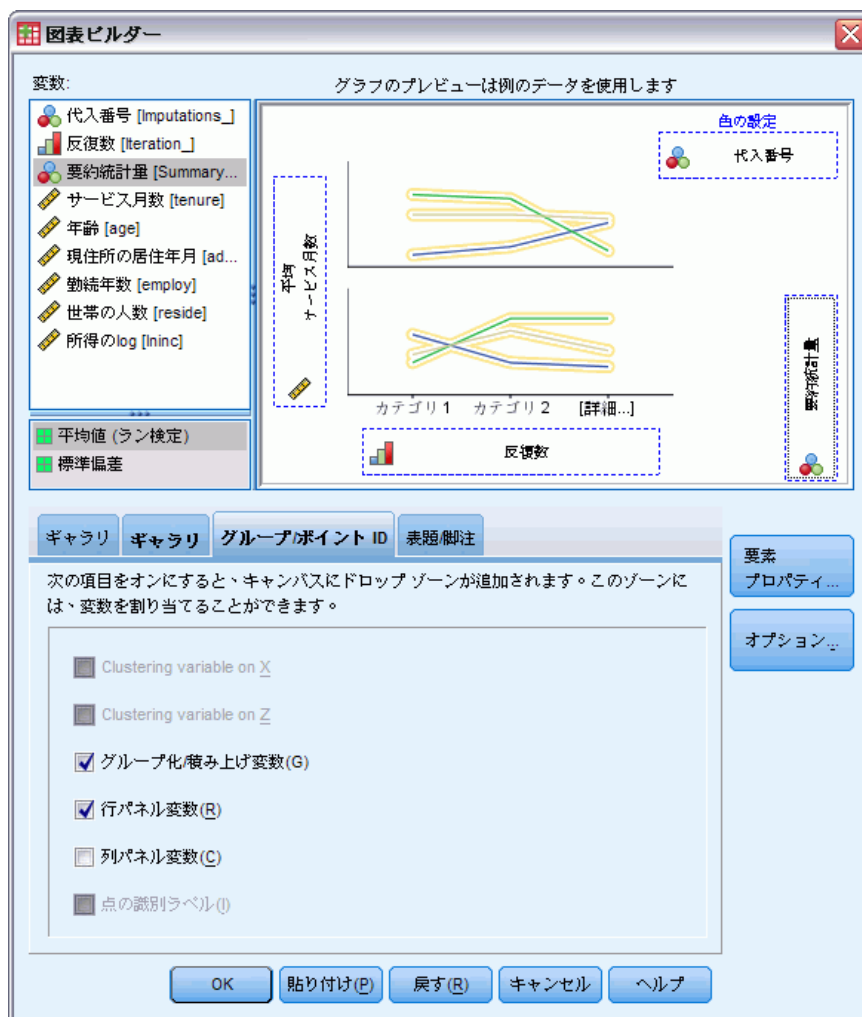 図表ビルダー
変数:
グラフのプレビューは例のデータを使用します
代入番号 [Imputations_]
反復数 [Iteration_]
要約統計量 [Summary...
サービス月数 [tenure]
年齢 [age]
現住所の居住年月 [ad...
勤続年数 [employ]
世帯の人数 [reside]
所得のlog [lninc]
平均値 (ラン検定)
標準偏差
色の設定
代入番号
平均
サービス月数
カテゴリ 1 カテゴリ 2 [詳細...]
反復数
要約統計量
ギャラリ ギャラリ グループ/ポイント ID 表題/脚注
次の項目をオンにすると、キャンバスにドロップ ゾーンが追加されます。このゾーンに
は、変数を割り当てることができます。
Clustering variable on X
Clustering variable on Z
グループ化/積み上げ変数(G)
行パネル変数(R)
列パネル変数(C)
点の識別ラベル(I)
要素
プロパティ...
オプション...
OK 貼り付け(P) 戻す(R) キャンセル ヘルプ